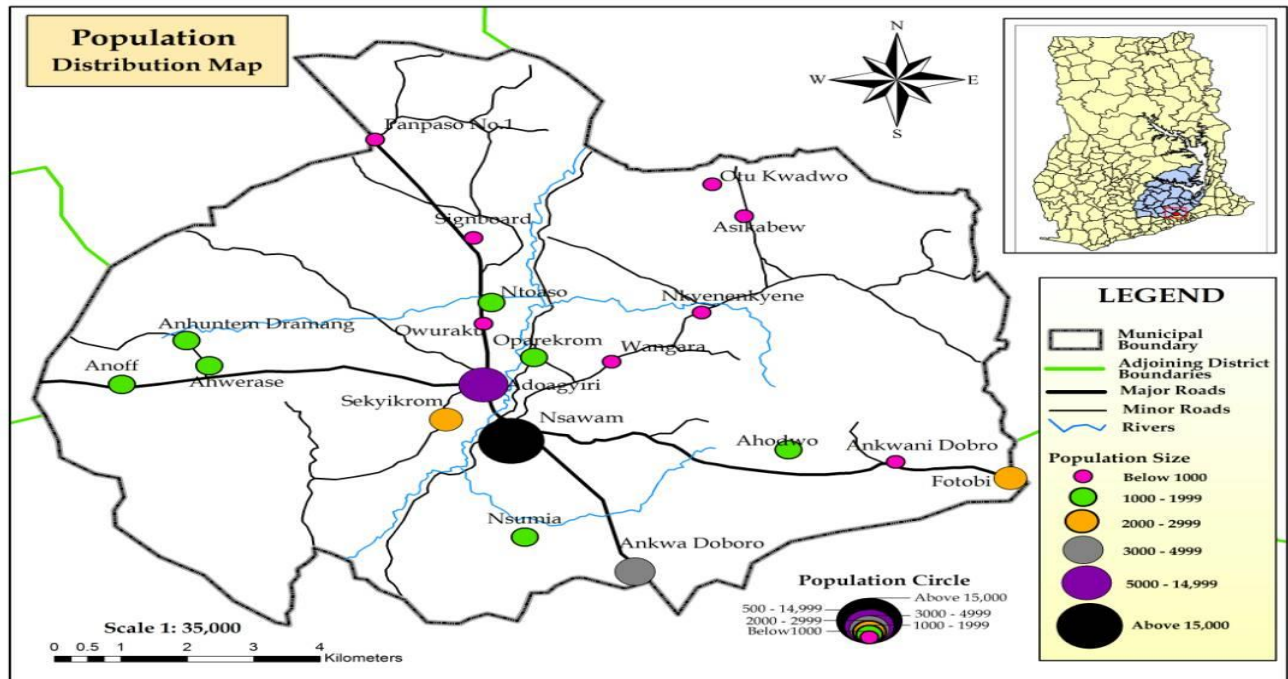 Population
Distribution Map
N
W
E
S
Panpaso No.1
Otu Kwadwo
Signboard
Asikabew
Ntoaso
Nkyenenkyene
Anhuntem Dramang
Owuraku
Oparekrom
Wangara
Anoff
Ahwerase
Adoagyiri
Sekyikrom
Nsawam
Ahodwo
Ankwani Dobro
Fotobi
Nsumia
Ankwa Doboro
LEGEND
Municipal
Boundary
Adjoining District
Boundaries
Major Roads
Minor Roads
Rivers
Population Size
Below 1000
1000 - 1999
2000 - 2999
3000 - 4999
5000 - 14,999
Above 15,000
Population Circle
Above 15,000
500 - 14,999
3000 - 4999
2000 - 2999
1000 - 1999
Below1000
Scale 1: 35,000
0 0.5 1 2 3 4
Kilometers